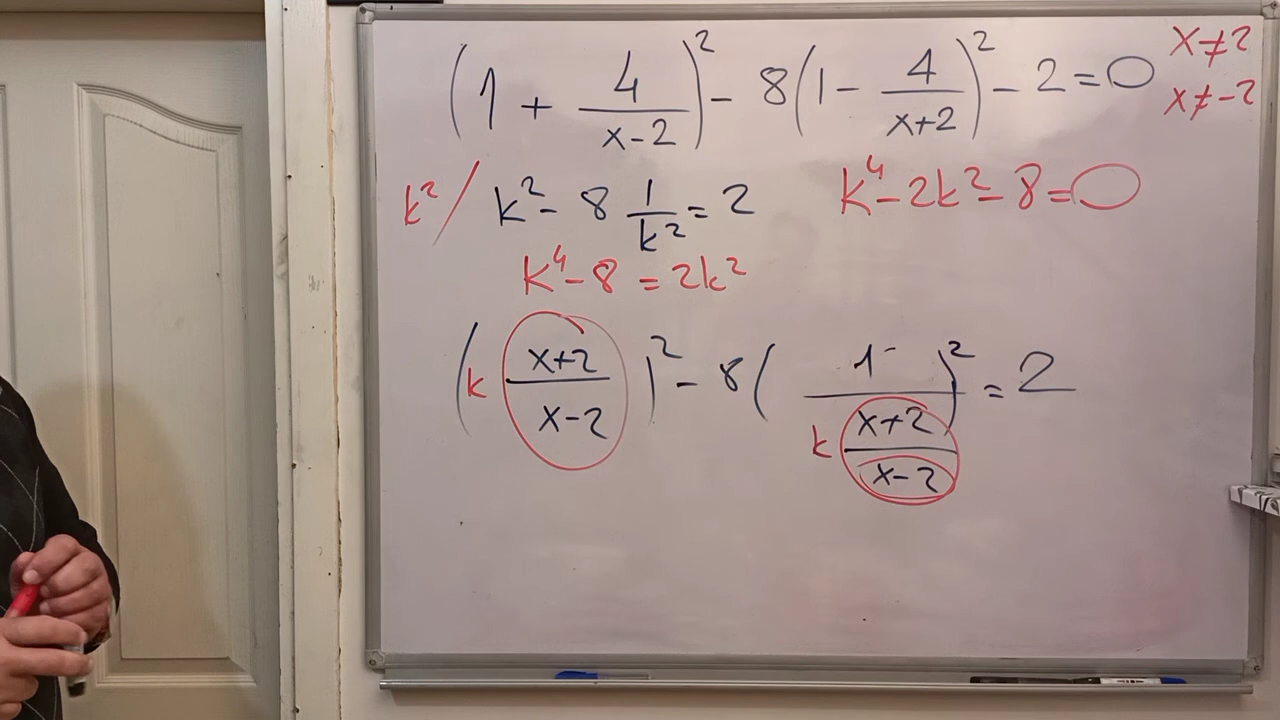 (1 + 4/(x-2))² - 8(1 - 4/(x+2))² - 2 = 0
x ≠ 2
x ≠ -2
k² / k² - 8 1/k² = 2
k⁴ - 2k² - 8 = 0
k⁴ - 8 = 2k²
(k (x+2)/(x-2))² - 8(1/(k (x+2)/(x-2)))² = 2